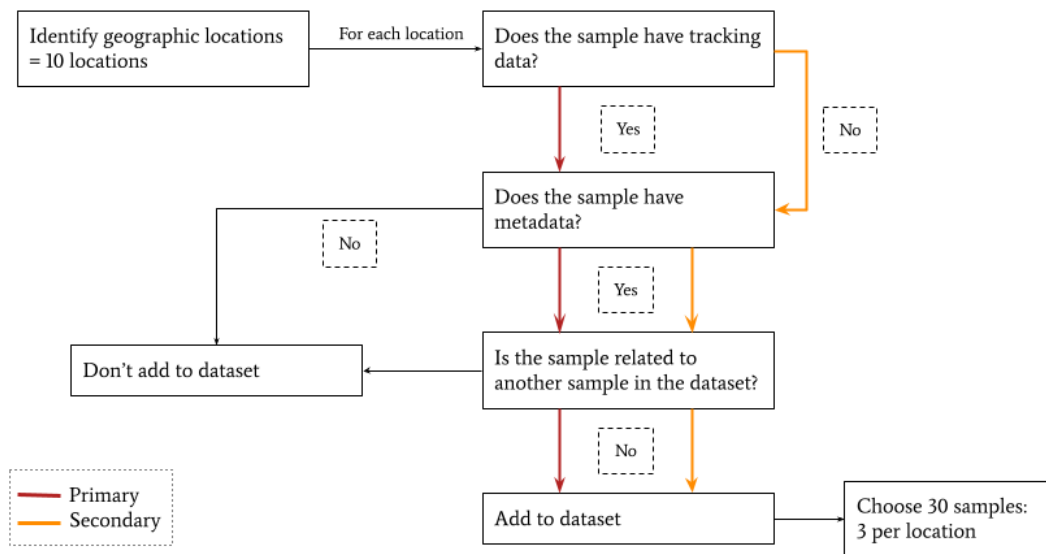 Identify geographic locations
= 10 locations
For each location
Does the sample have tracking
data?
Yes
No
Does the sample have
metadata?
No
Yes
Don’t add to dataset
Is the sample related to
another sample in the dataset?
No
Primary
Secondary
Add to dataset
Choose 30 samples:
3 per location